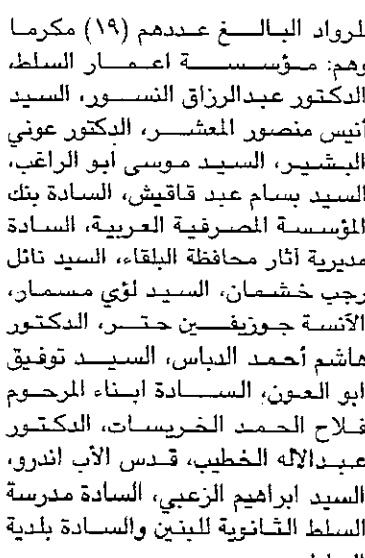 للرواد البالغ عددهم (١٩) مكرما
وهم: مؤسسة اعمار السلط،
الدكتور عبدالرزاق النسور، السيد
أنيس منصور المعشر، الدكتور عوني
البشير، السيد موسى أبو الراغب،
السيد بسام عبد قاقيش، السادة بنك
المؤسسة المصرفية العربية، السادة
مديرية آثار محافظة البلقاء، السيد نائل
رجب خشمان، السيد لؤي مسمار،
الآنسة جوزيفين حتر، الدكتور
هاشم أحمد الدباس، السيد توفيق
ابو العون، السادة ابناء المرحوم
فلاح الحمد الخريسات، الدكتور
عبدالاله الخطيب، قدس الأب اندرو،
السيد ابراهيم الزعبي، السادة مدرسة
السلط الثانوية للبنين والسادة بلدية